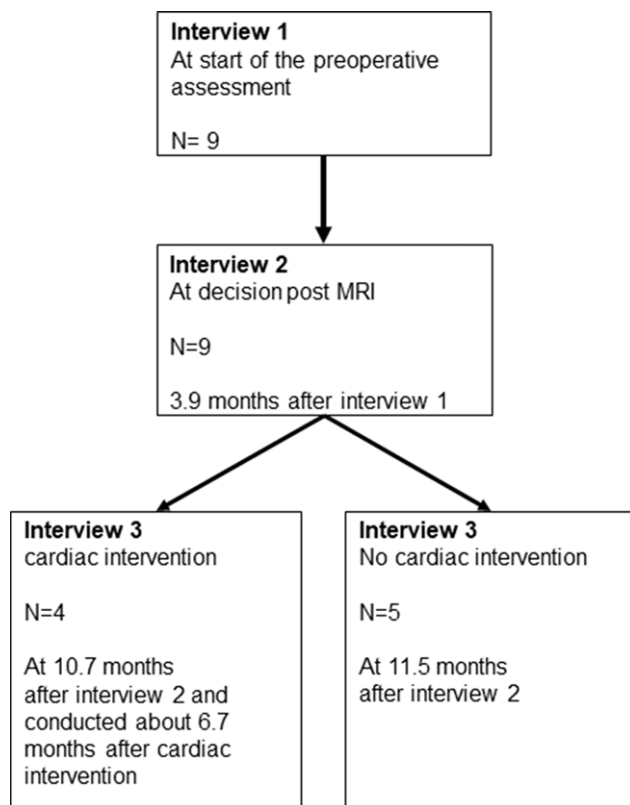 Interview 1
At start of the preoperative
assessment
N= 9
Interview 2
At decision post MRI
N=9
3.9 months after interview 1
Interview 3
cardiac intervention
N=4
At 10.7 months
after interview 2 and
conducted about 6.7
months after cardiac
intervention
Interview 3
No cardiac intervention
N=5
At 11.5 months
after interview 2